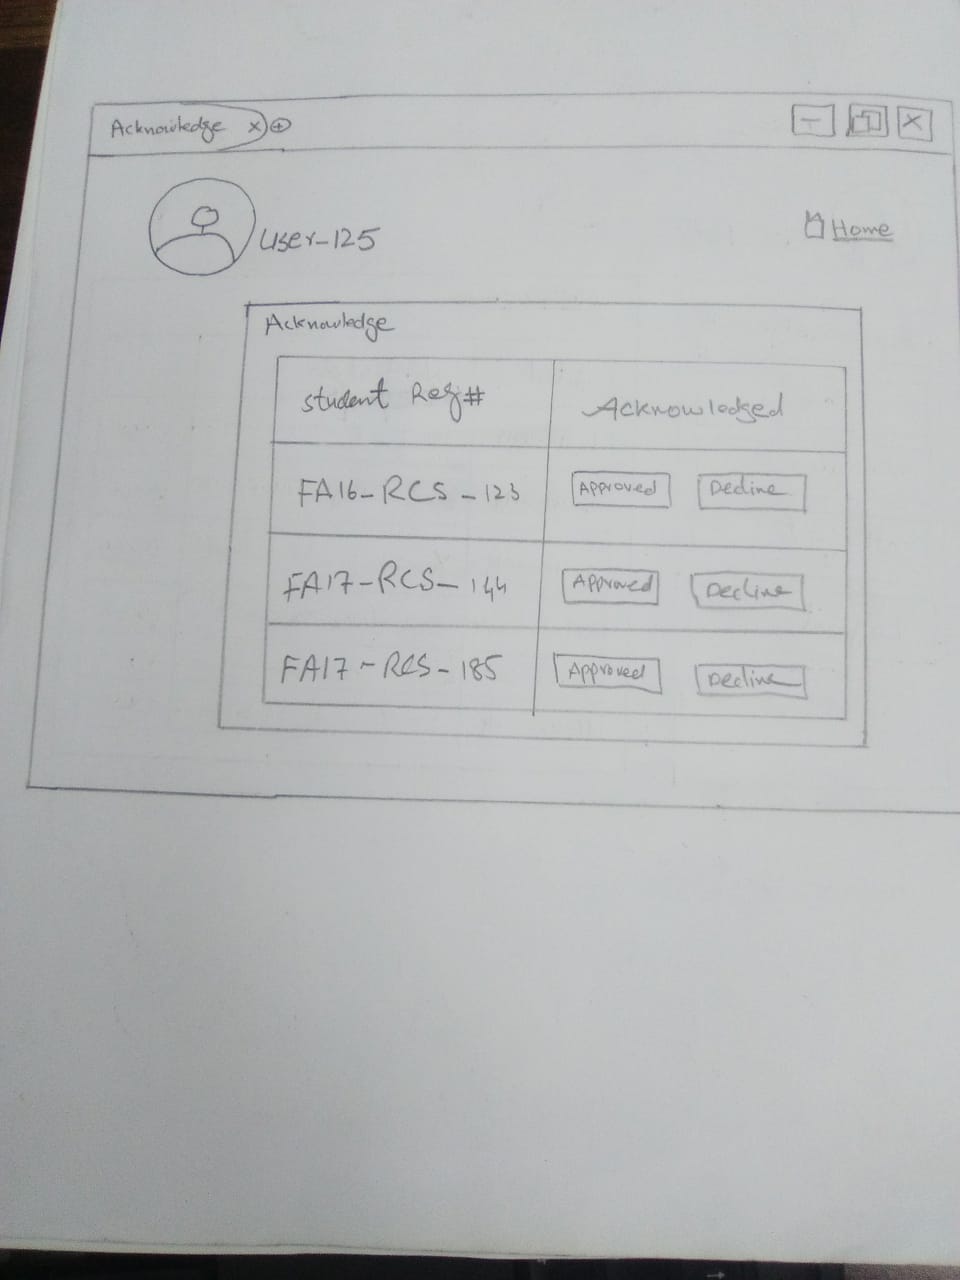 Acknowledge x
User-125
Home
Acknowledge
Student Reg# Acknowledged
FA16-RCS-123 Approved Decline
FA17-RCS-144 Approved Decline
FA17-RCS-185 Approved Decline